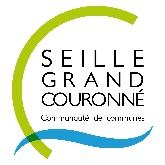 SEILLE
GRAND
COURONNÉ
Communauté de communes